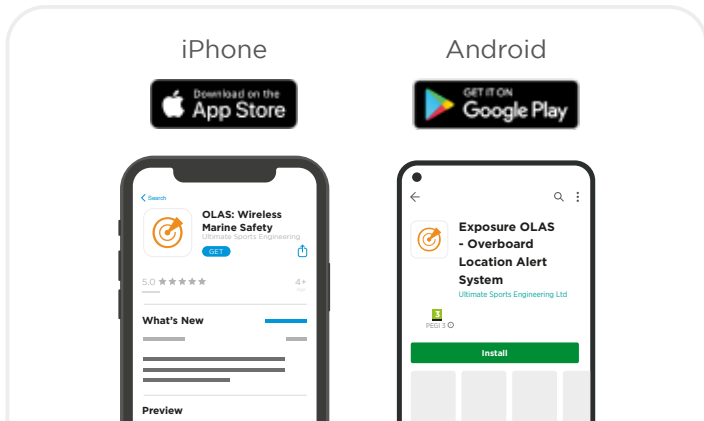 iPhone
Download on the
App Store
Search
OLAS: Wireless
Marine Safety
Ultimate Sports Engineering
GET
5.0 ★★★★★
4+
What's New
Preview
Android
GET IT ON
Google Play
Exposure OLAS
- Overboard
Location Alert
System
Ultimate Sports Engineering Ltd
3
PEGI 3
Install